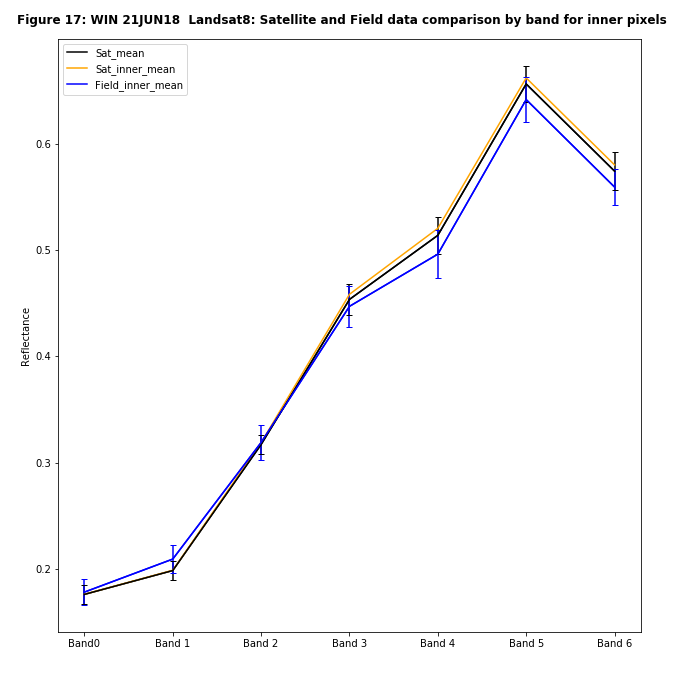 Figure 17: WIN 21JUN18  Landsat8: Satellite and Field data comparison by band for inner pixels
Sat_mean
Sat_inner_mean
Field_inner_mean
0.6
0.5
0.4
0.3
0.2
Reflectance
Band0 Band 1 Band 2 Band 3 Band 4 Band 5 Band 6